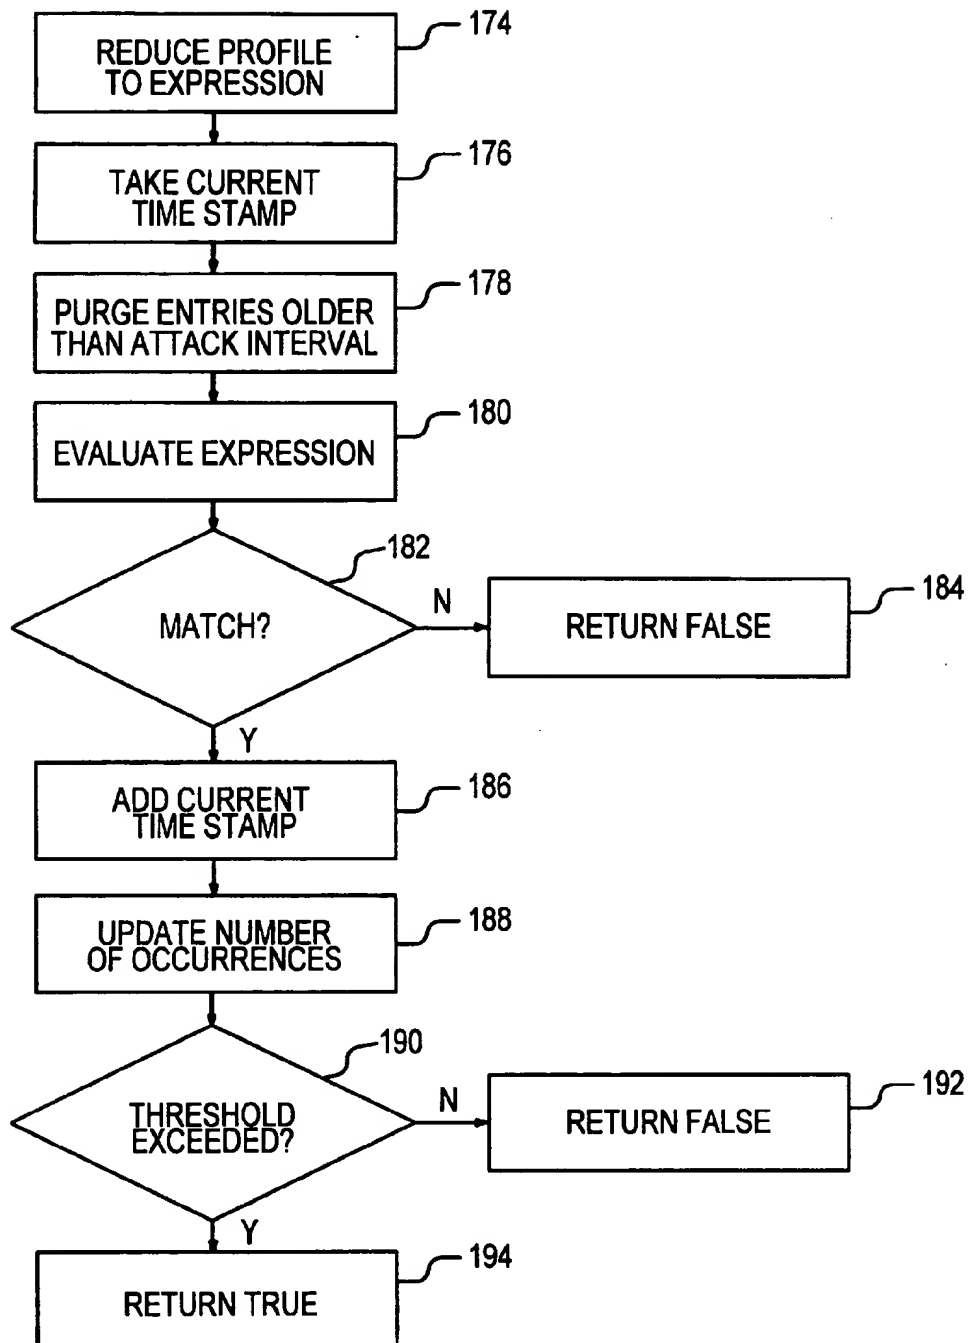 174
REDUCE PROFILE
TO EXPRESSION
176
TAKE CURRENT
TIME STAMP
178
PURGE ENTRIES OLDER
THAN ATTACK INTERVAL
180
EVALUATE EXPRESSION
182
MATCH?
N
184
RETURN FALSE
Y
186
ADD CURRENT
TIME STAMP
188
UPDATE NUMBER
OF OCCURRENCES
190
THRESHOLD
EXCEEDED?
N
192
RETURN FALSE
Y
194
RETURN TRUE